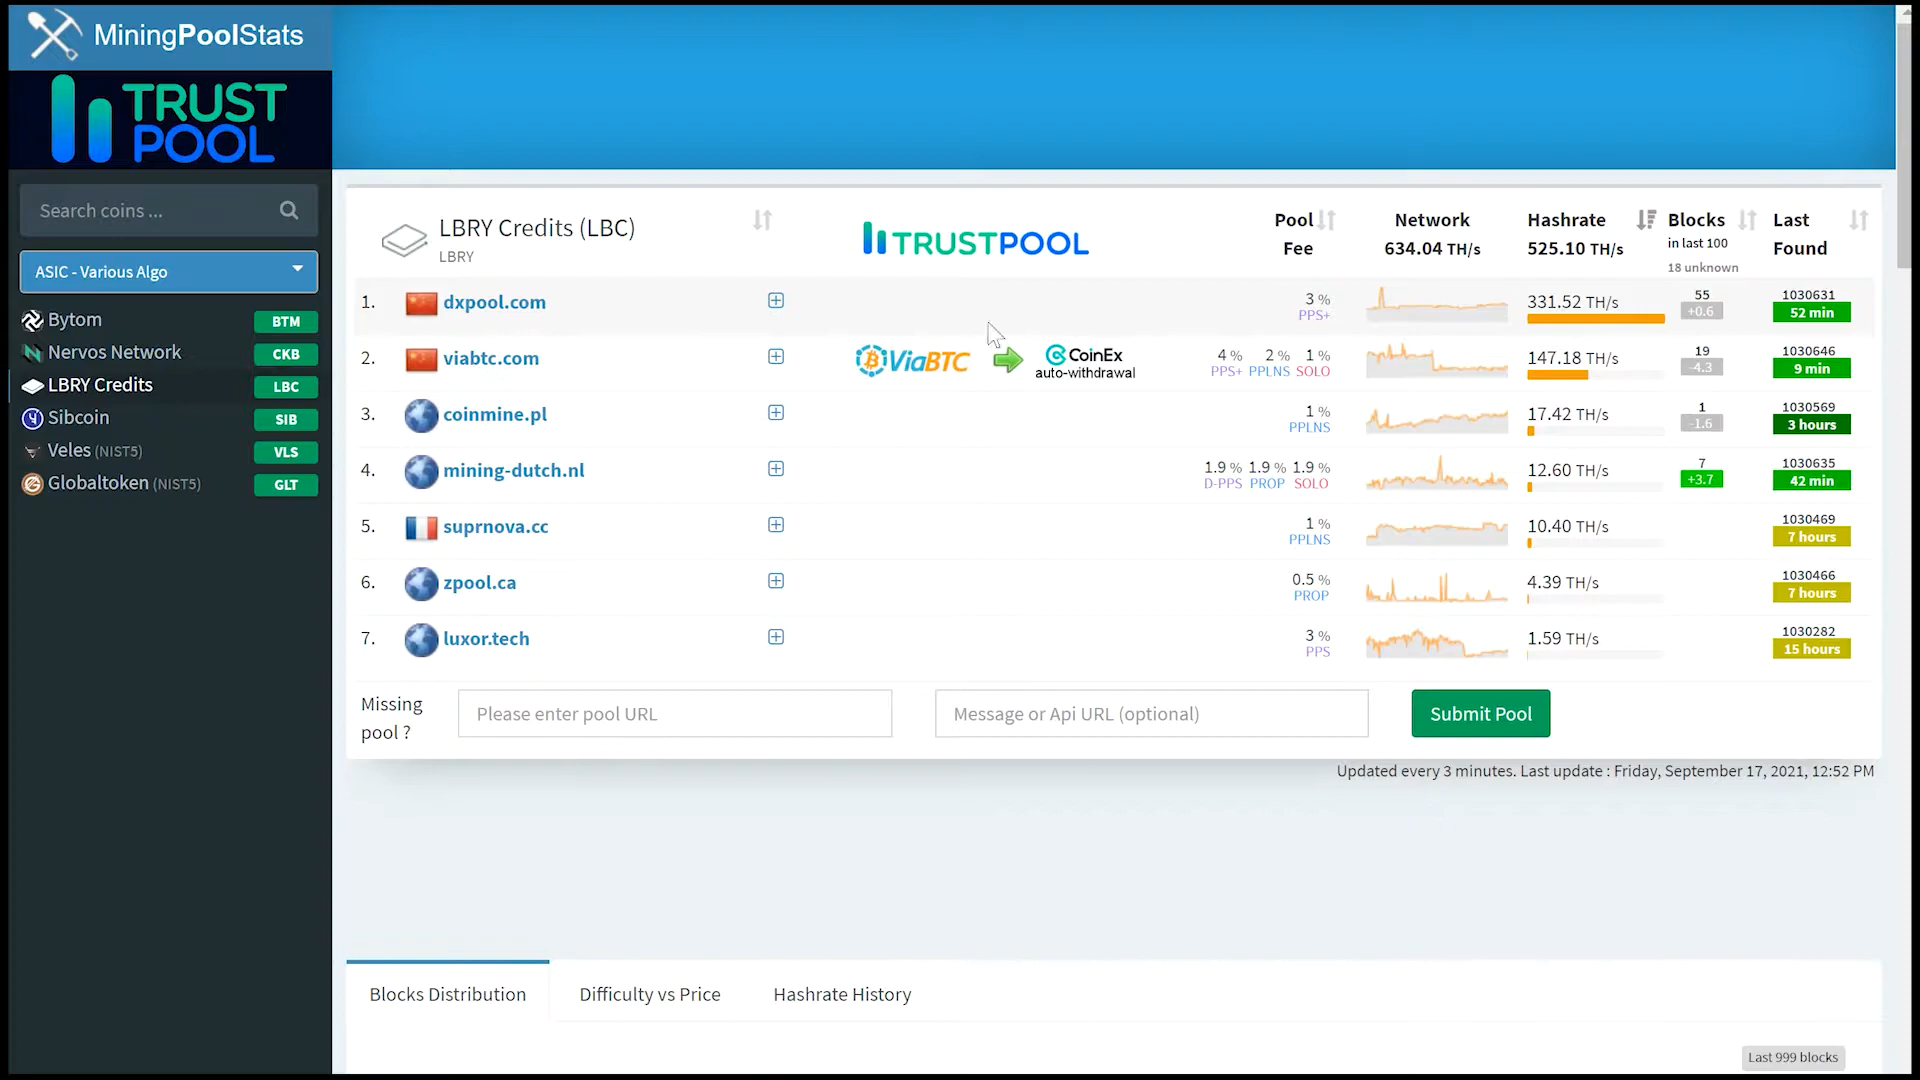 MiningPoolStats
TRUST
POOL
Search coins ...
ASIC - Various Algo
Bytom BTM
Nervos Network CKB
LBRY Credits LBC
Sibcoin SIB
Veles (NIST5) VLS
Globaltoken (NIST5) GLT
LBRY Credits (LBC)
LBRY
TRUSTPOOL
Pool
Fee
Network
634.04 TH/s
Hashrate
525.10 TH/s
Blocks
in last 100
18 unknown
Last
Found
1. dxpool.com
3 %
PPS+
331.52 TH/s
55
+0.6
1030631
52 min
2. viabtc.com
ViaBTC
CoinEx
auto-withdrawal
4 % 2 % 1 %
PPS+ PPLNS SOLO
147.18 TH/s
19
-4.3
1030646
9 min
3. coinmine.pl
1 %
PPLNS
17.42 TH/s
1
-1.6
1030569
3 hours
4. mining-dutch.nl
1.9 % 1.9 % 1.9 %
D-PPS PROP SOLO
12.60 TH/s
7
+3.7
1030635
42 min
5. suprnova.cc
1 %
PPLNS
10.40 TH/s
1030469
7 hours
6. zpool.ca
0.5 %
PROP
4.39 TH/s
1030466
7 hours
7. luxor.tech
3 %
PPS
1.59 TH/s
1030282
15 hours
Missing
pool ?
Please enter pool URL
Message or Api URL (optional)
Submit Pool
Updated every 3 minutes. Last update : Friday, September 17, 2021, 12:52 PM
Blocks Distribution
Difficulty vs Price
Hashrate History
Last 999 blocks